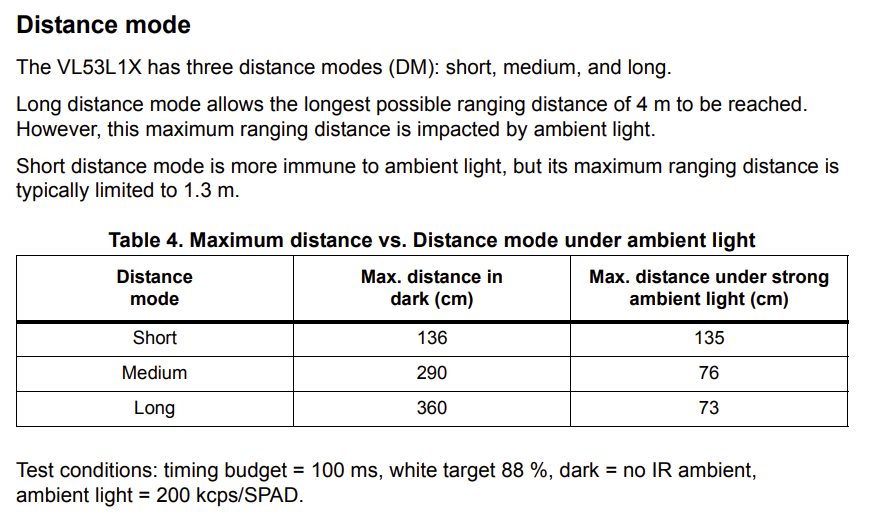 Distance mode
The VL53L1X has three distance modes (DM): short, medium, and long.
Long distance mode allows the longest possible ranging distance of 4 m to be reached.
However, this maximum ranging distance is impacted by ambient light.
Short distance mode is more immune to ambient light, but its maximum ranging distance is
typically limited to 1.3 m.
Table 4. Maximum distance vs. Distance mode under ambient light
Distance mode | Max. distance in dark (cm) | Max. distance under strong ambient light (cm)
Short | 136 | 135
Medium | 290 | 76
Long | 360 | 73
Test conditions: timing budget = 100 ms, white target 88 %, dark = no IR ambient,
ambient light = 200 kcps/SPAD.